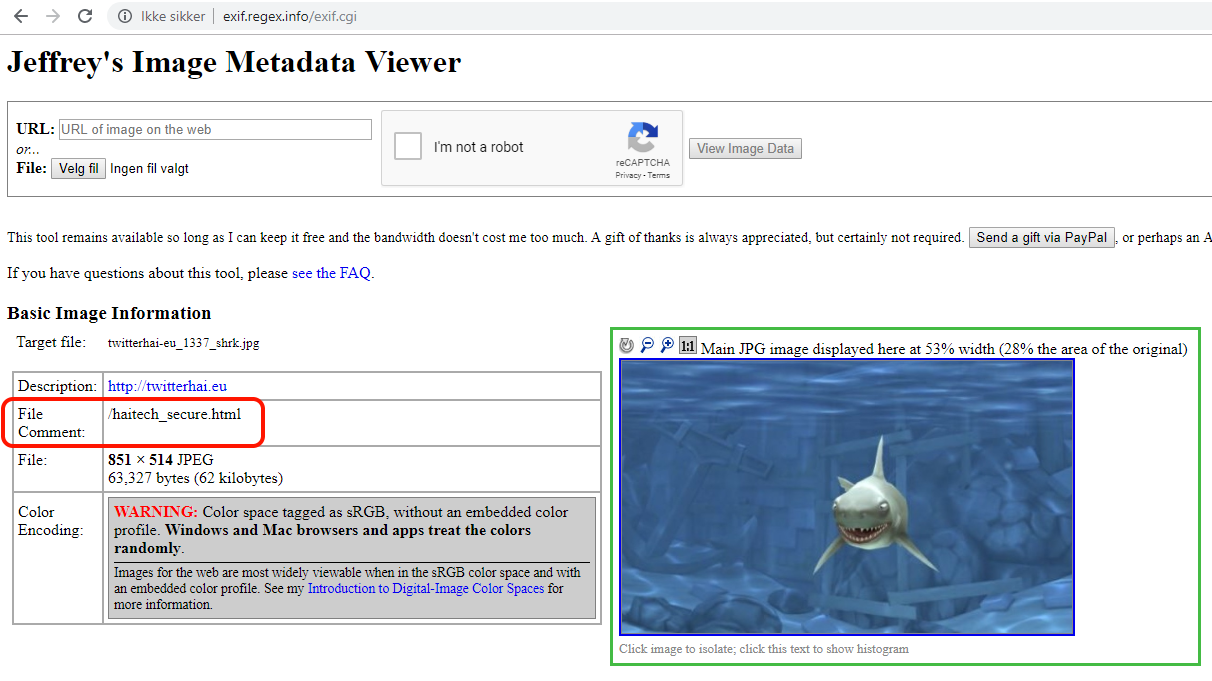 Ikke sikker | exif.regex.info/exif.cgi
Jeffrey's Image Metadata Viewer
URL: URL of image on the web
or...
File: Velg fil Ingen fil valgt
I'm not a robot
reCAPTCHA
Privacy - Terms
View Image Data
This tool remains available so long as I can keep it free and the bandwidth doesn't cost me too much. A gift of thanks is always appreciated, but certainly not required. Send a gift via PayPal, or perhaps an A
If you have questions about this tool, please see the FAQ.
Basic Image Information
Target file: twitterhai-eu_1337_shrk.jpg
Description: http://twitterhai.eu
File
Comment:
/haitech_secure.html
File:
851 × 514 JPEG
63,327 bytes (62 kilobytes)
Color
Encoding:
WARNING: Color space tagged as sRGB, without an embedded color
profile. Windows and Mac browsers and apps treat the colors
randomly.
Images for the web are most widely viewable when in the sRGB color space and with
an embedded color profile. See my Introduction to Digital-Image Color Spaces for
more information.
1:1 Main JPG image displayed here at 53% width (28% the area of the original)
Click image to isolate; click this text to show histogram